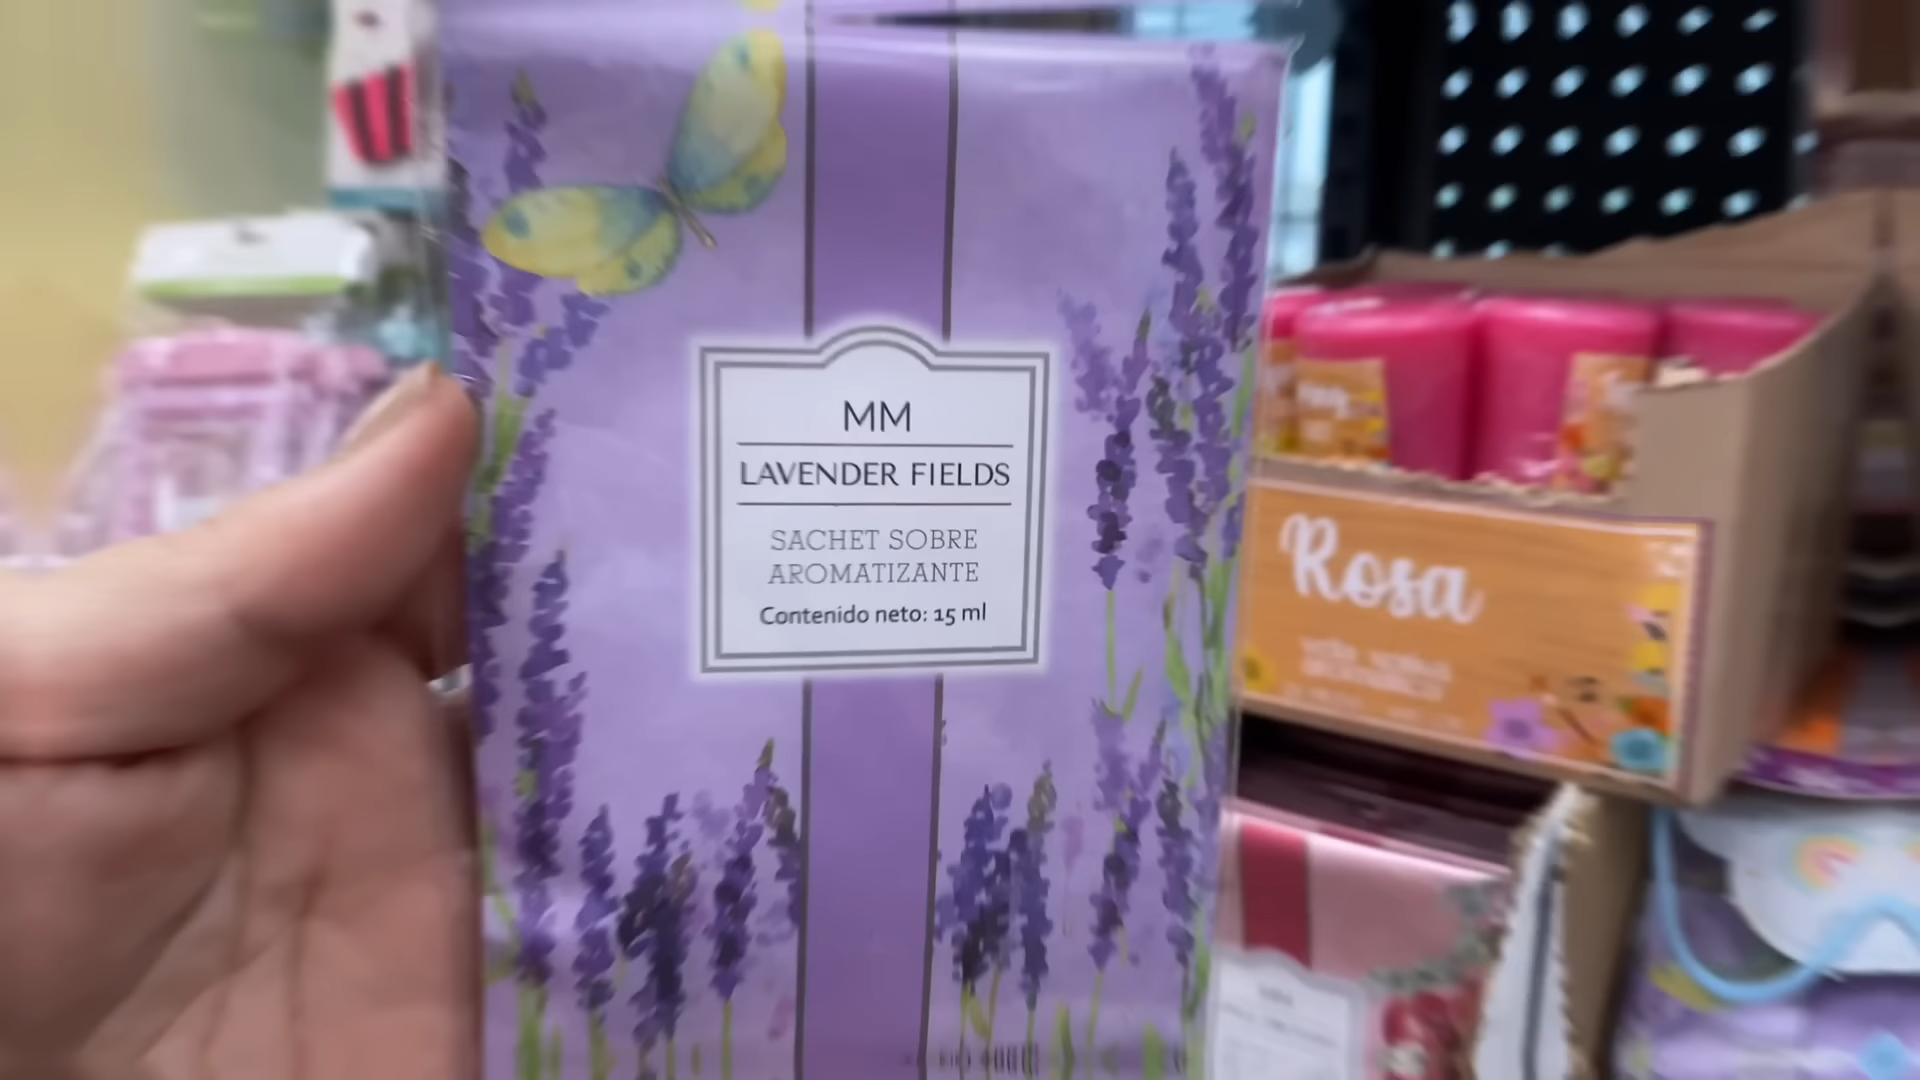 MM
LAVENDER FIELDS
SACHET SOBRE
AROMATIZANTE
Contenido neto: 15 ml
Rosa